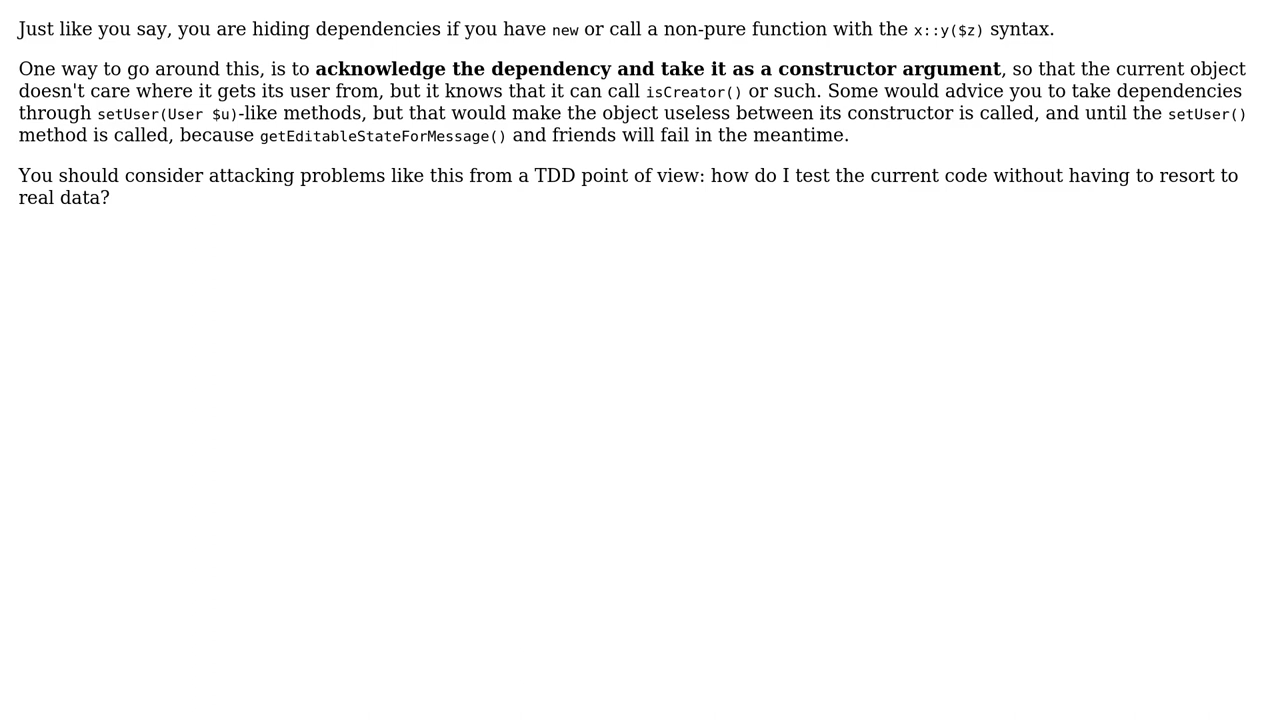 Just like you say, you are hiding dependencies if you have new or call a non-pure function with the x::y($z) syntax.
One way to go around this, is to acknowledge the dependency and take it as a constructor argument, so that the current object
doesn't care where it gets its user from, but it knows that it can call isCreator() or such. Some would advice you to take dependencies
through setUser(User $u)-like methods, but that would make the object useless between its constructor is called, and until the setUser()
method is called, because getEditableStateForMessage() and friends will fail in the meantime.
You should consider attacking problems like this from a TDD point of view: how do I test the current code without having to resort to
real data?